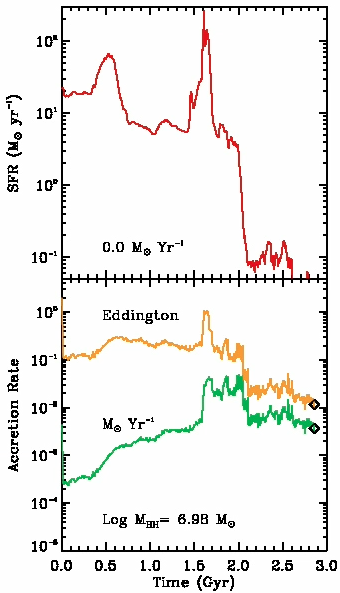 SFR (M☉ yr⁻¹)
10²
10¹
10⁰
10⁻¹
0.0 M☉ Yr⁻¹
Accretion Rate
10⁰
10⁻¹
10⁻²
10⁻³
10⁻⁴
10⁻⁵
Eddington
M☉ Yr⁻¹
Log M_BH= 6.98 M☉
0.0 0.5 1.0 1.5 2.0 2.5 3.0
Time (Gyr)